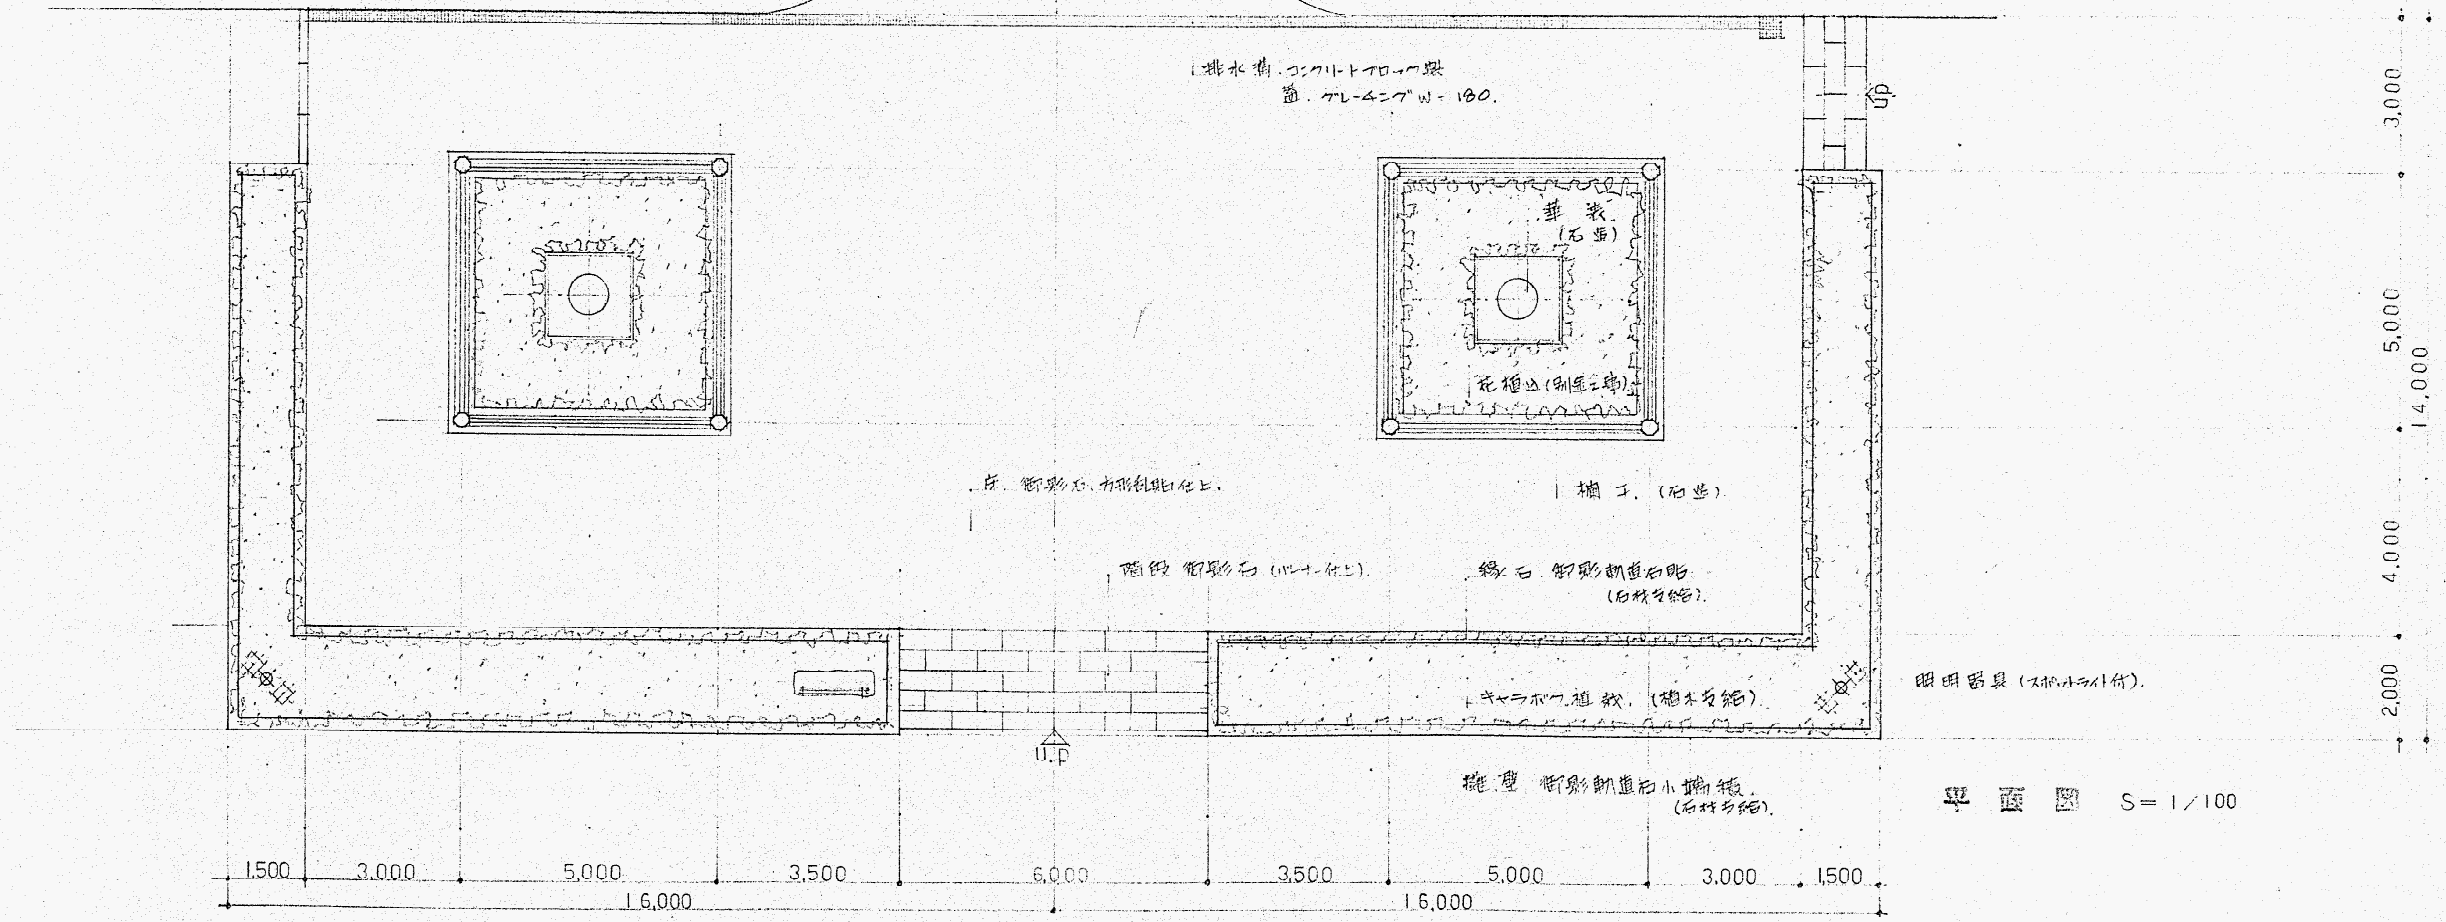 排水溝.コンクリートブロック製
蓋.グレーチングW-180.
UP
3,000
華 裟.
(石造)
5,000
14,000
花植込(別途工事)
床.御影石.方形乱貼仕上.
(石造)
階段 御影石(バーナー仕上).
縁石.御影軌道石貼
(石材支給).
4,000
照明器具(スポットライト付).
キャラボク.植栽.(植木支給)
2,000
UP
擁壁 御影軌道石小端積.
(石材支給).
平面図 S=1/100
1,500 3,000 5,000 3,500 6,000 3,500 5,000 3,000 1,500
16,000 16,000